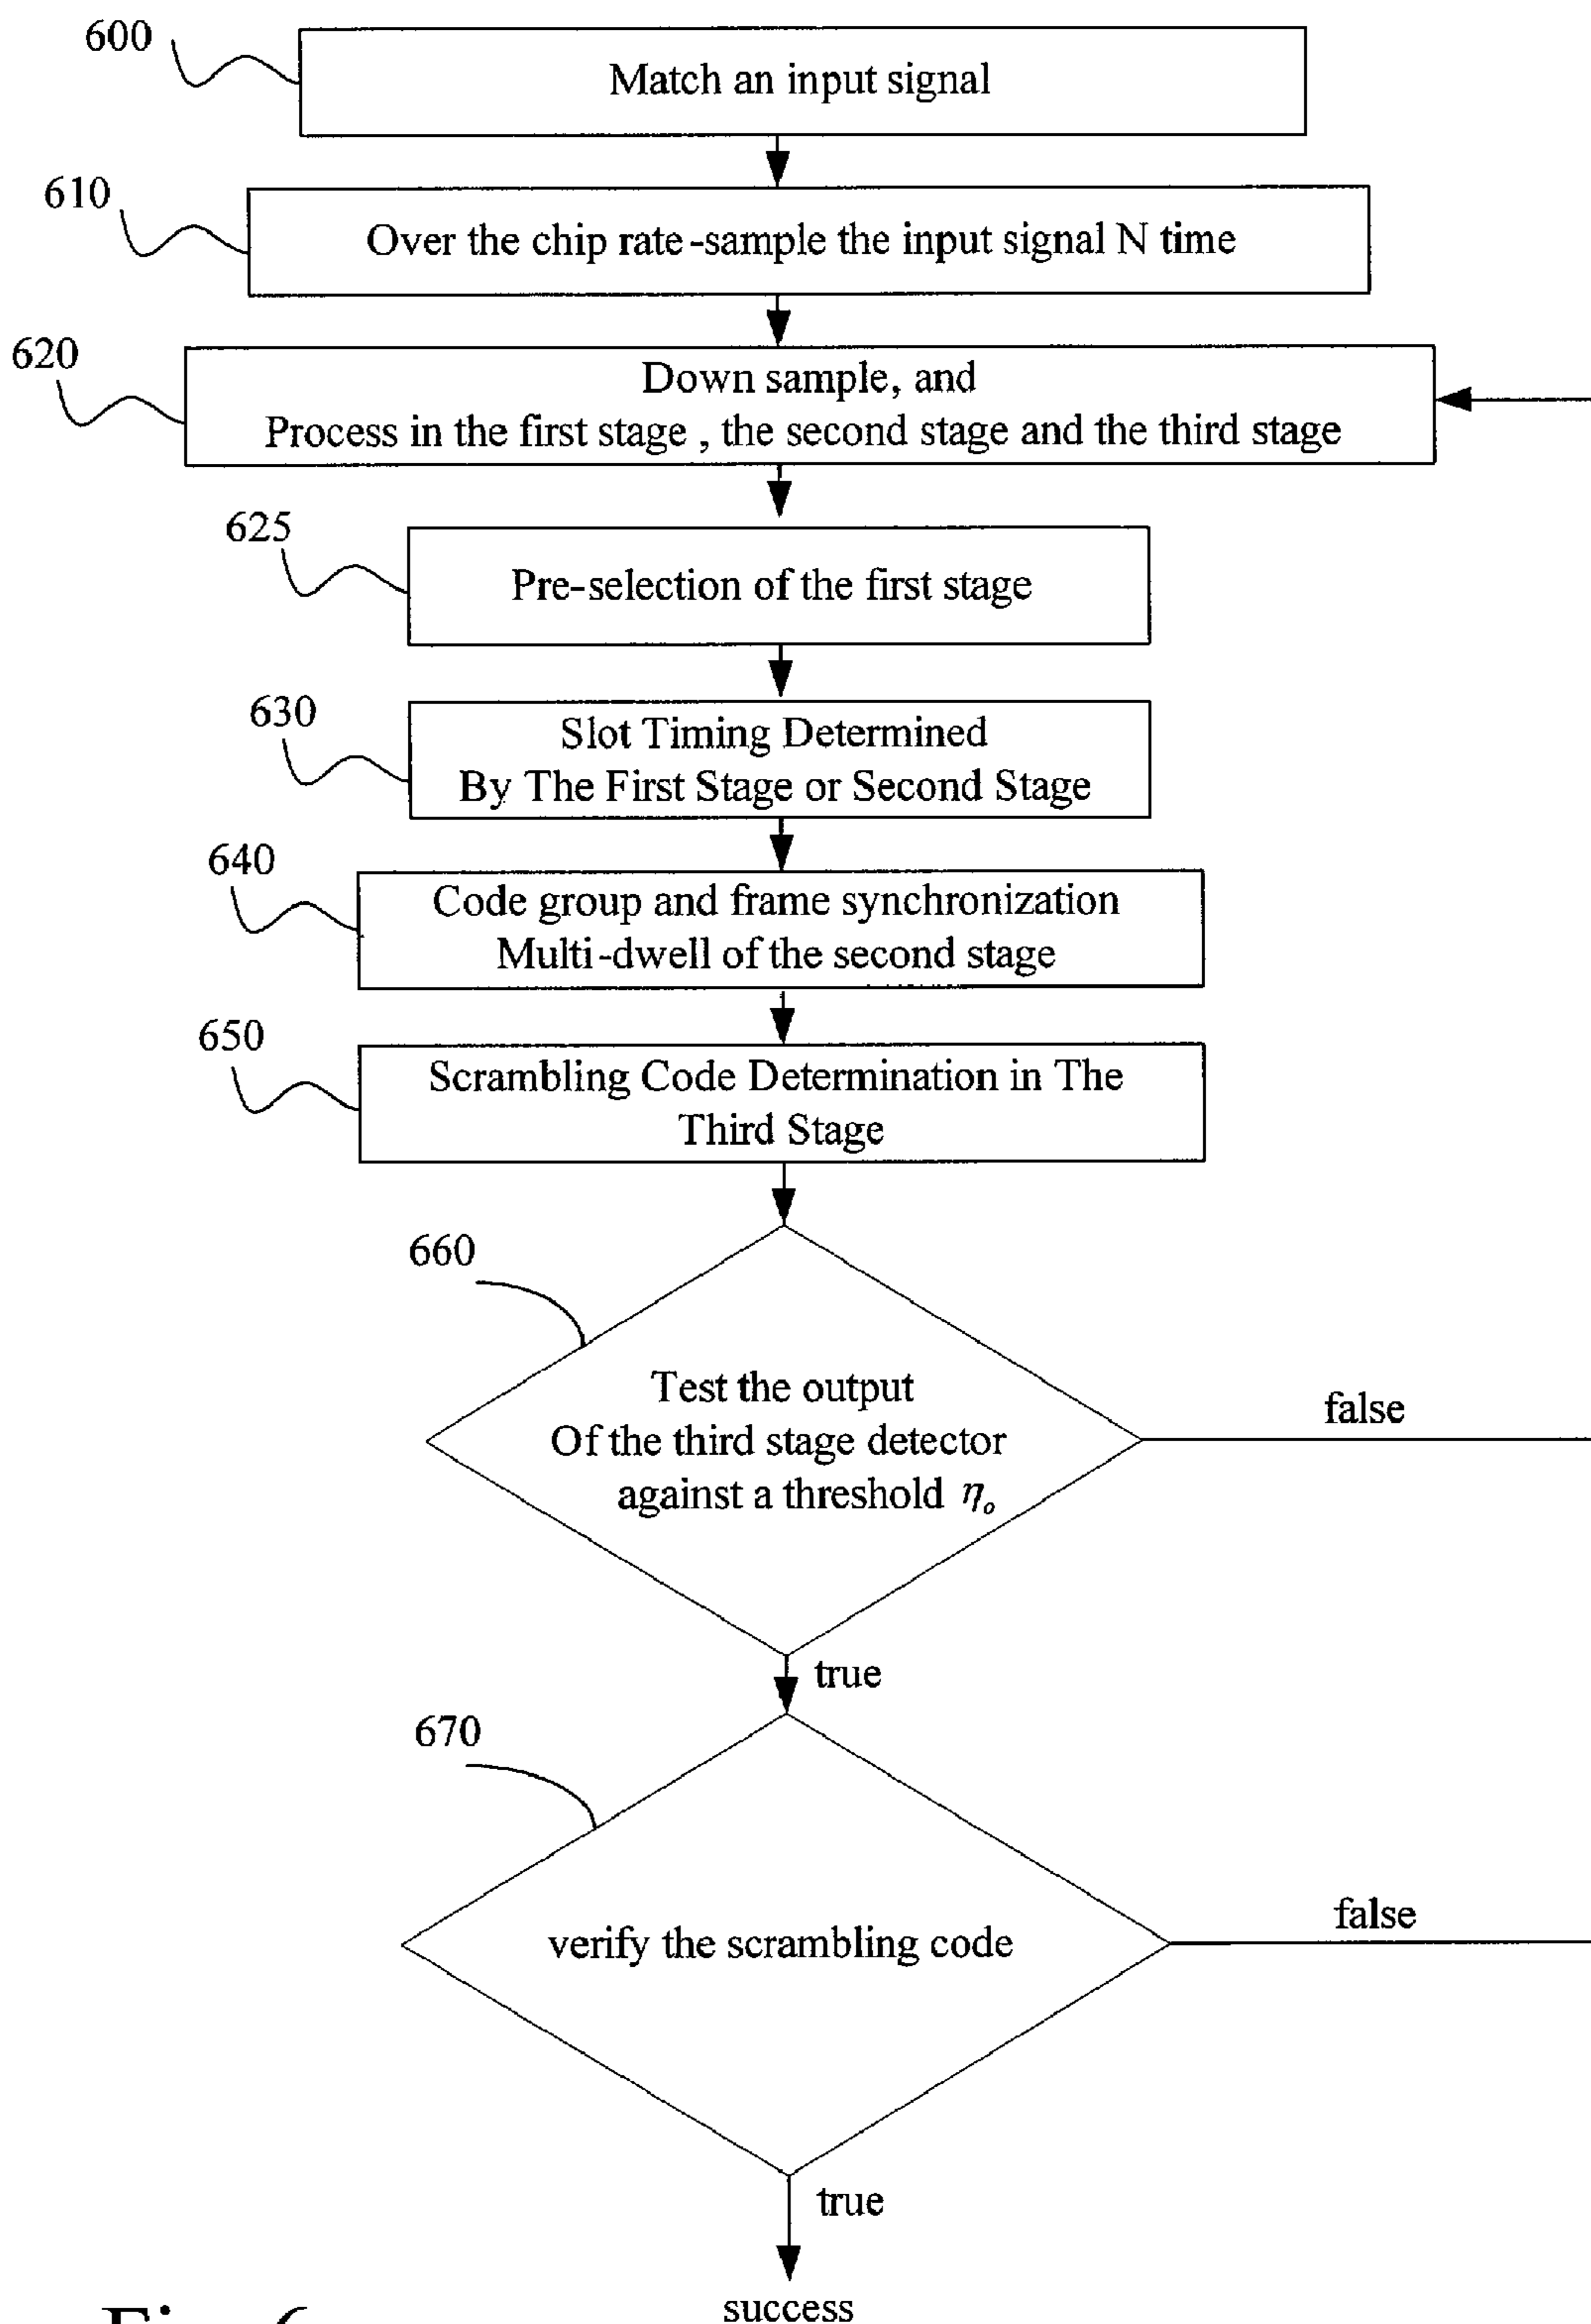 600
Match an input signal
610
Over the chip rate-sample the input signal N time
620
Down sample, and
Process in the first stage , the second stage and the third stage
625
Pre-selection of the first stage
630
Slot Timing Determined
By The First Stage or Second Stage
640
Code group and frame synchronization
Multi-dwell of the second stage
650
Scrambling Code Determination in The
Third Stage
660
Test the output
Of the third stage detector
against a threshold ηo
false
true
670
verify the scrambling code
false
true
success